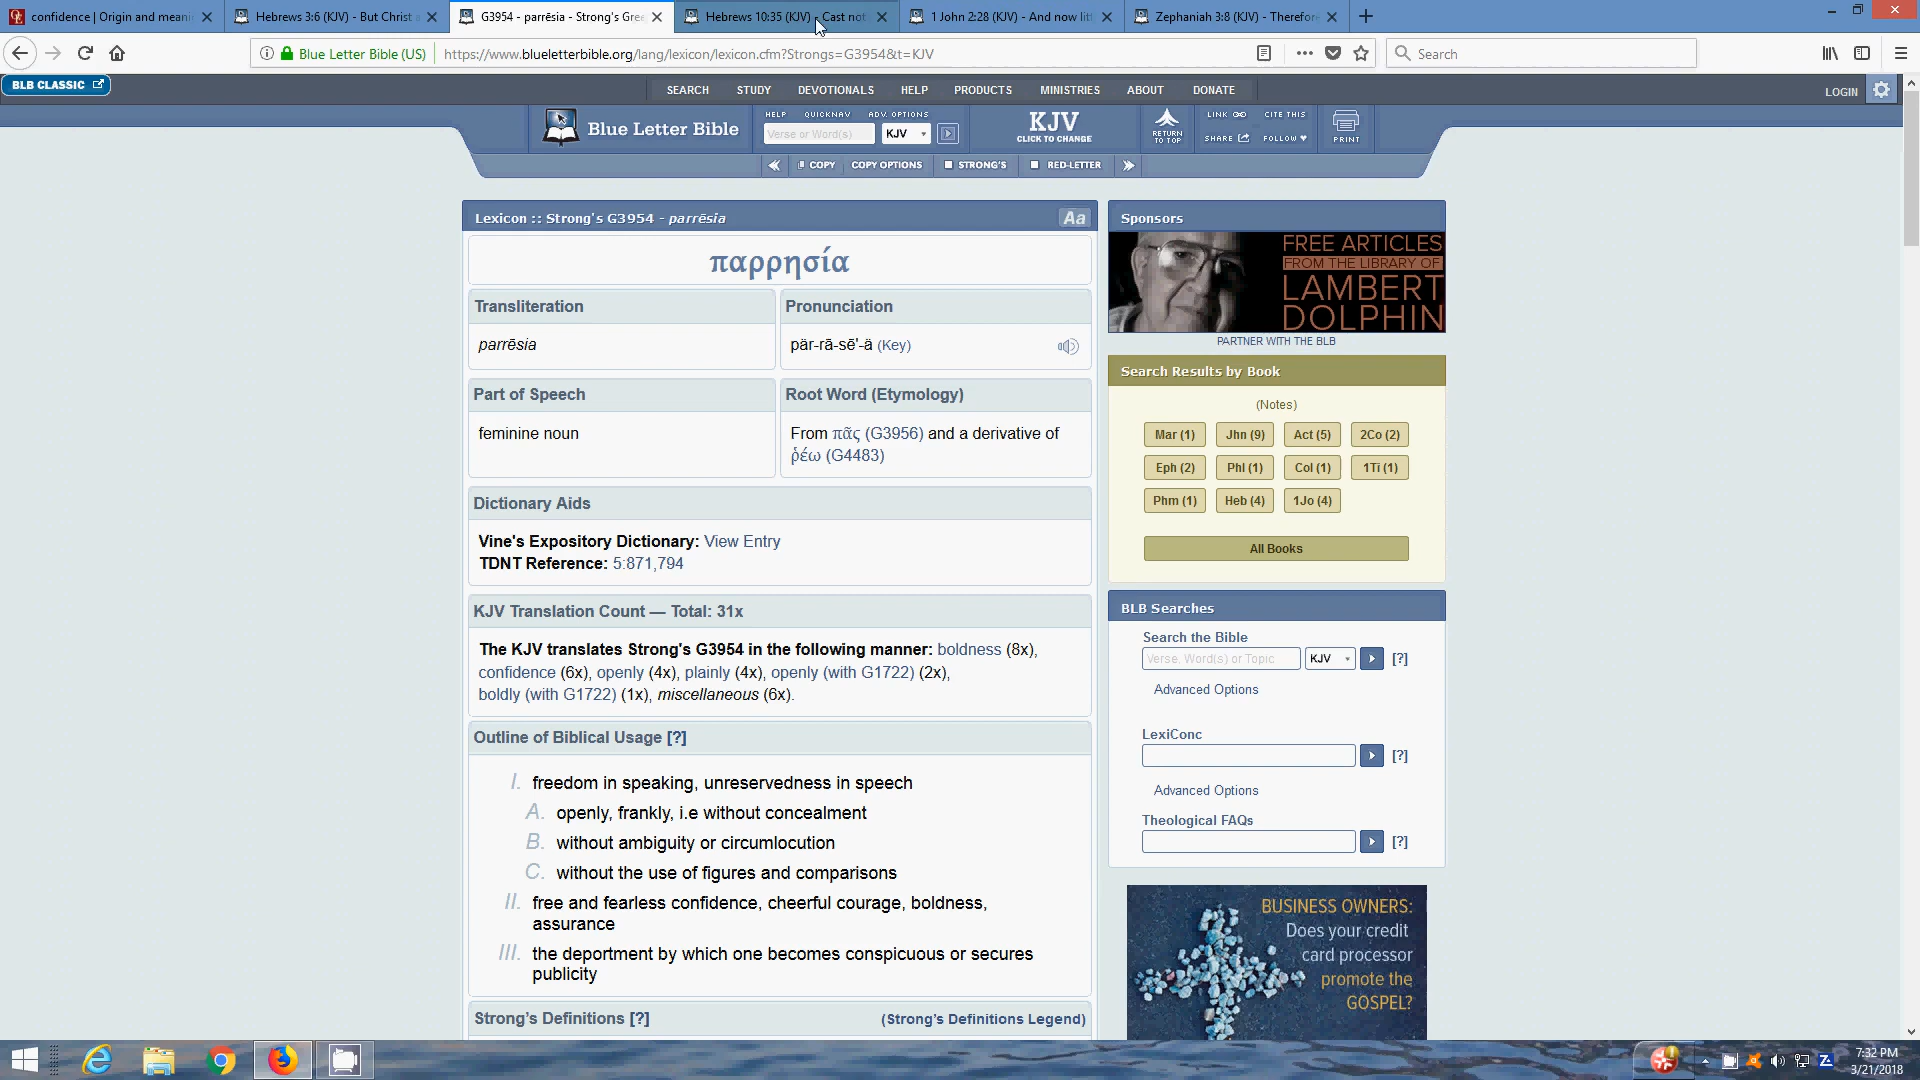 confidence | Origin and meani
Hebrews 3:6 (KJV) - But Christ a
G3954 - parrēsia - Strong's Gree
Hebrews 10:35 (KJV) - Cast not
1 John 2:28 (KJV) - And now litt
Zephaniah 3:8 (KJV) - Therefore
Blue Letter Bible (US)
https://www.blueletterbible.org/lang/lexicon/lexicon.cfm?Strongs=G3954&t=KJV
Search
BLB CLASSIC
SEARCH STUDY DEVOTIONALS HELP PRODUCTS MINISTRIES ABOUT DONATE
LOGIN
Blue Letter Bible
HELP QUICKNAV ADV. OPTIONS
Verse or Word(s) KJV
KJV
CLICK TO CHANGE
RETURN
TO TOP
LINK CITE THIS
SHARE FOLLOW
PRINT
COPY COPY OPTIONS STRONG'S RED-LETTER
Lexicon :: Strong's G3954 - parrēsia Aa
παρρησία
Transliteration
parrēsia
Pronunciation
pär-rā-sē'-ä (Key)
Part of Speech
feminine noun
Root Word (Etymology)
From πᾶς (G3956) and a derivative of
ῥέω (G4483)
Dictionary Aids
Vine's Expository Dictionary: View Entry
TDNT Reference: 5:871,794
KJV Translation Count — Total: 31x
The KJV translates Strong's G3954 in the following manner: boldness (8x),
confidence (6x), openly (4x), plainly (4x), openly (with G1722) (2x),
boldly (with G1722) (1x), miscellaneous (6x).
Outline of Biblical Usage [?]
I. freedom in speaking, unreservedness in speech
A. openly, frankly, i.e without concealment
B. without ambiguity or circumlocution
C. without the use of figures and comparisons
II. free and fearless confidence, cheerful courage, boldness,
assurance
III. the deportment by which one becomes conspicuous or secures
publicity
Strong's Definitions [?] (Strong's Definitions Legend)
Sponsors
FREE ARTICLES
FROM THE LIBRARY OF
LAMBERT
DOLPHIN
PARTNER WITH THE BLB
Search Results by Book
(Notes)
Mar (1) Jhn (9) Act (5) 2Co (2)
Eph (2) Phl (1) Col (1) 1Ti (1)
Phm (1) Heb (4) 1Jo (4)
All Books
BLB Searches
Search the Bible
Verse, Word(s) or Topic KJV [?]
Advanced Options
LexiConc
[?]
Advanced Options
Theological FAQs
[?]
BUSINESS OWNERS:
Does your credit
card processor
promote the
GOSPEL?
7:32 PM
3/21/2018